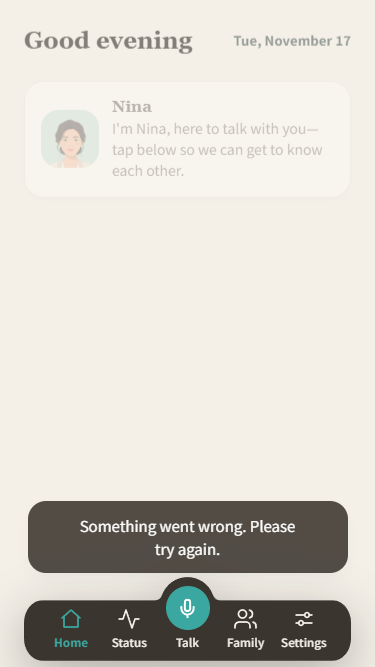 Good evening
Tue, November 17
Nina
I'm Nina, here to talk with you—
tap below so we can get to know
each other.
Something went wrong. Please
try again.
Home
Status
Talk
Family
Settings